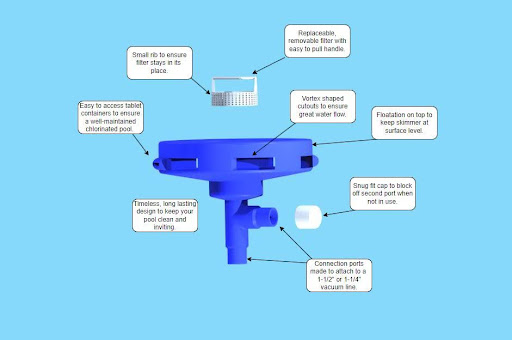 Replaceable,
removable filter with
easy to pull handle.
Small rib to ensure
filter stays in its
place.
Easy to access tablet
containers to ensure
a well-maintained
chlorinated pool.
Vortex shaped
cutouts to ensure
great water flow.
Floatation on top to
keep skimmer at
surface level.
Snug fit cap to block
off second port when
not in use.
Timeless, long lasting
design to keep your
pool clean and
inviting.
Connection ports
made to attach to a
1-1/2" or 1-1/4"
vacuum line.